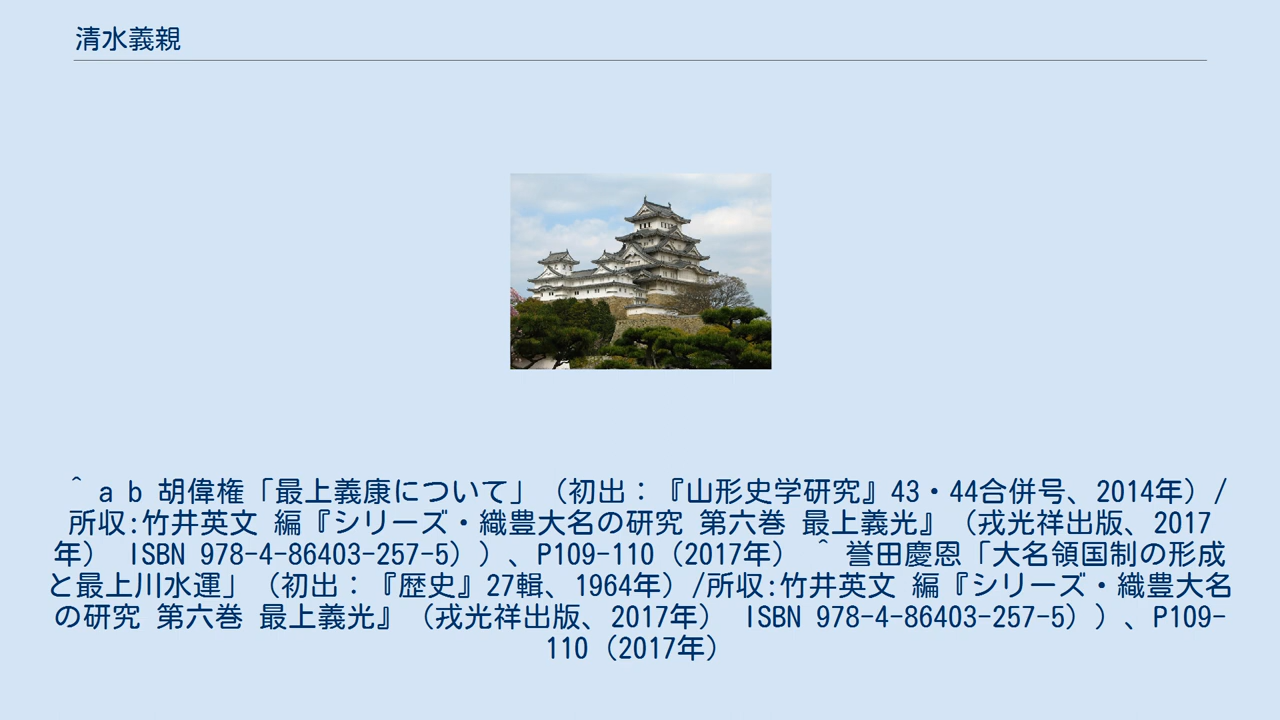 清水義親
^ a b 胡偉権「最上義康について」（初出：『山形史学研究』43・44合併号、2014年）/
所収:竹井英文 編『シリーズ・織豊大名の研究 第六巻 最上義光』（戎光祥出版、2017
年） ISBN 978-4-86403-257-5））、P109-110（2017年） ^ 誉田慶恩「大名領国制の形成
と最上川水運」（初出：『歴史』27輯、1964年）/所収:竹井英文 編『シリーズ・織豊大名
の研究 第六巻 最上義光』（戎光祥出版、2017年） ISBN 978-4-86403-257-5））、P109-
110（2017年）